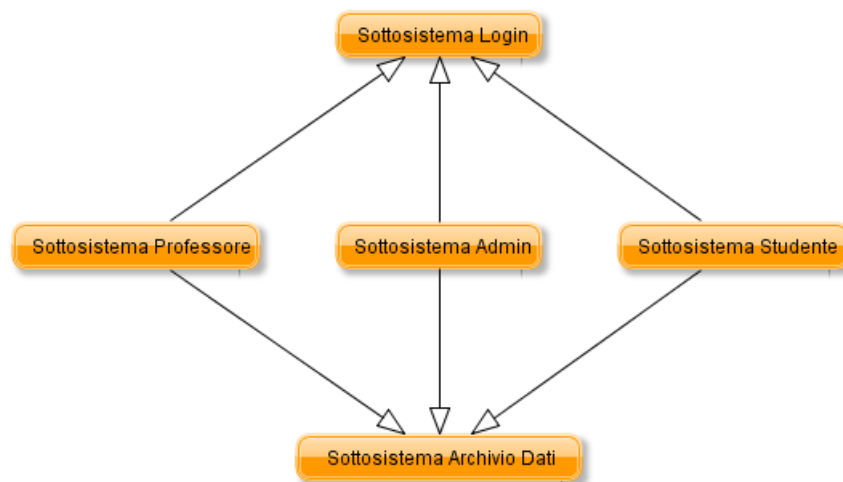 Sottosistema Login
Sottosistema Professore
Sottosistema Admin
Sottosistema Studente
Sottosistema Archivio Dati